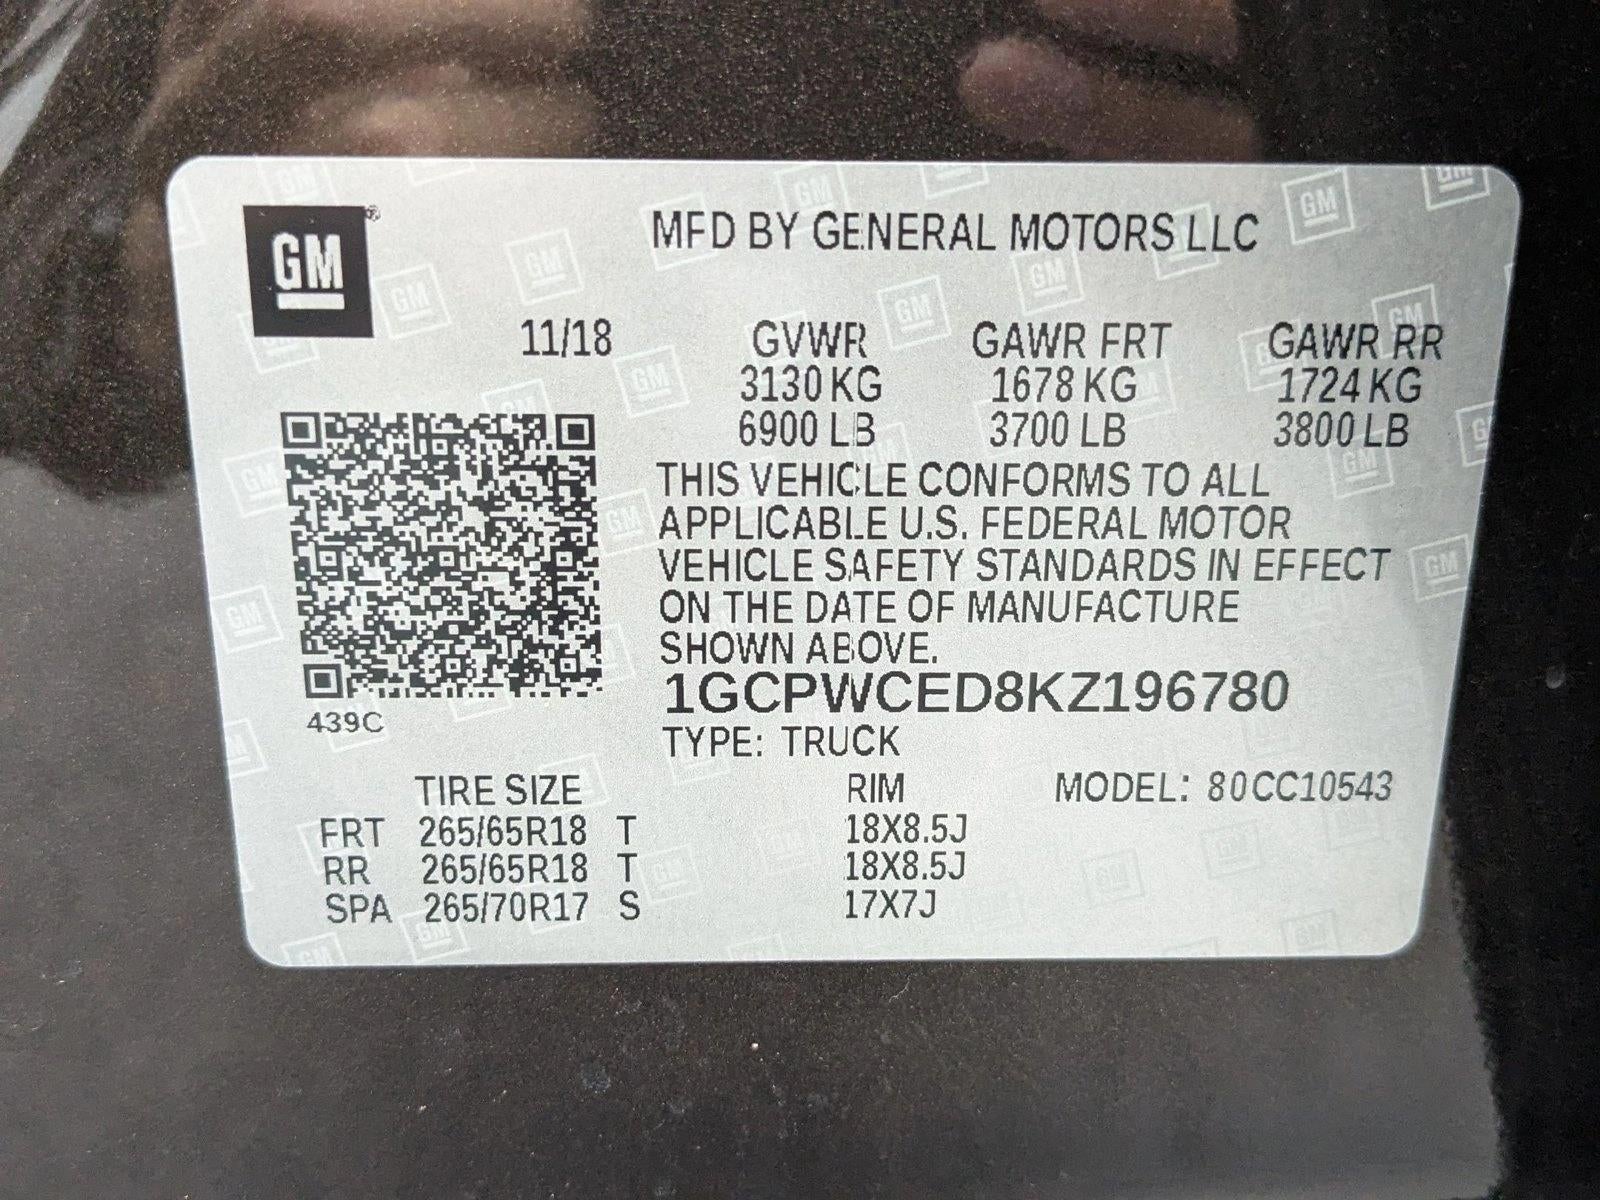 GM®
MFD BY GENERAL MOTORS LLC
11/18 GVWR GAWR FRT GAWR RR
3130 KG 1678 KG 1724 KG
6900 LB 3700 LB 3800 LB
THIS VEHICLE CONFORMS TO ALL
APPLICABLE U.S. FEDERAL MOTOR
VEHICLE SAFETY STANDARDS IN EFFECT
ON THE DATE OF MANUFACTURE
SHOWN ABOVE.
1GCPWCED8KZ196780
439C
TYPE: TRUCK
TIRE SIZE RIM MODEL: 80CC10543
FRT 265/65R18 T 18X8.5J
RR 265/65R18 T 18X8.5J
SPA 265/70R17 S 17X7J